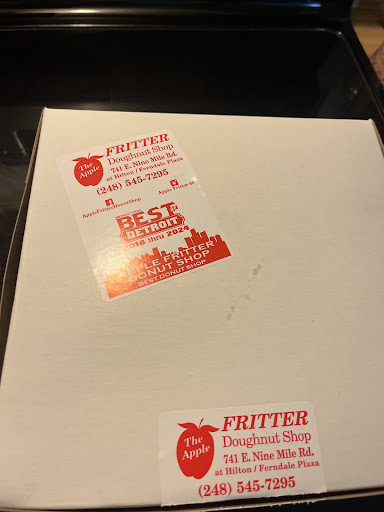 The
Apple
FRITTER
Doughnut Shop
741 E. Nine Mile Rd.
at Hilton / Ferndale Plaza
(248) 545-7295
AppleFritterDonutShop
Apple Fritter
BEST
DETROIT
2018 thru 2024
APPLE FRITTER
DONUT SHOP
BEST DONUT SHOP
The
Apple
FRITTER
Doughnut Shop
741 E. Nine Mile Rd.
at Hilton / Ferndale Plaza
(248) 545-7295